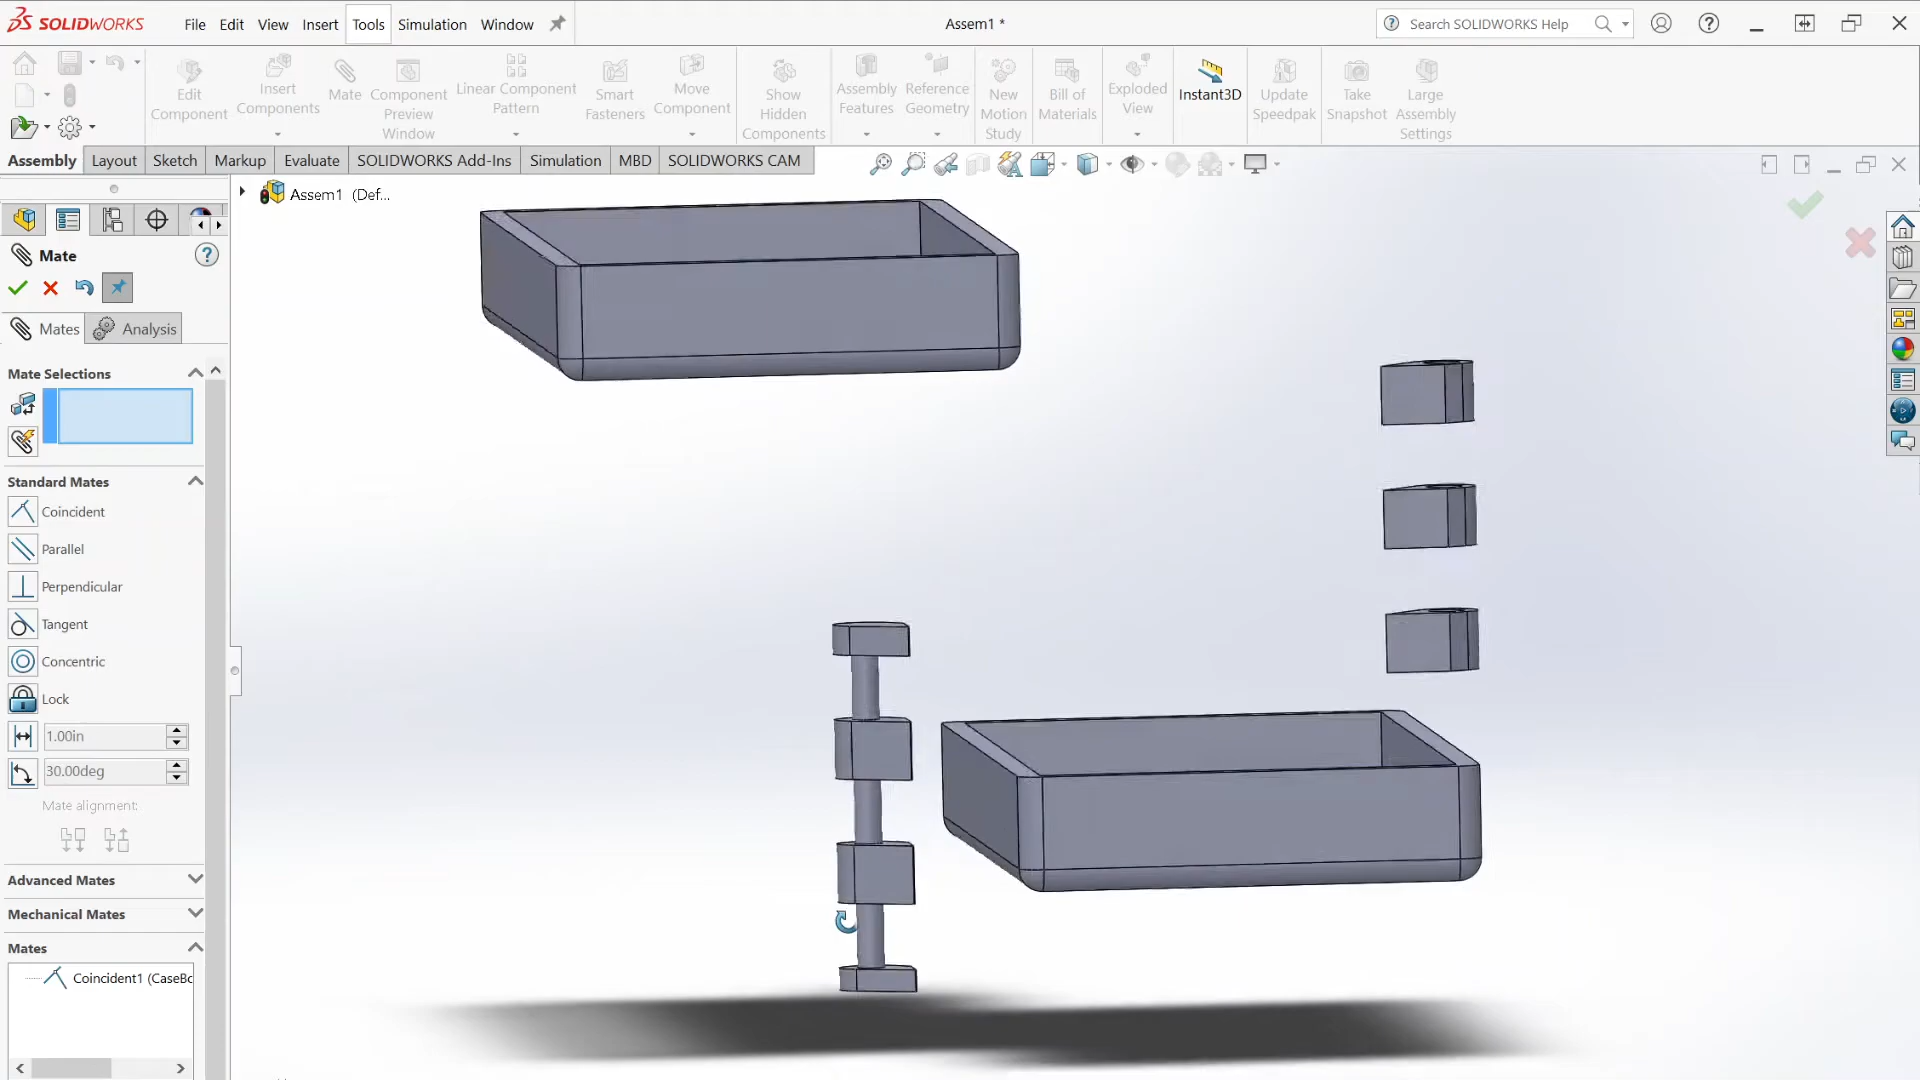 SOLIDWORKS File Edit View Insert Tools Simulation Window Assem1 * Search SOLIDWORKS Help
Edit Component
Insert Components
Mate
Component Preview Window
Linear Component Pattern
Smart Fasteners
Move Component
Show Hidden Components
Assembly Features
Reference Geometry
New Motion Study
Bill of Materials
Exploded View
Instant3D
Update Speedpak
Take Snapshot
Large Assembly Settings
Assembly Layout Sketch Markup Evaluate SOLIDWORKS Add-Ins Simulation MBD SOLIDWORKS CAM
Assem1 (Def...
Mate
Mates Analysis
Mate Selections
Standard Mates
Coincident
Parallel
Perpendicular
Tangent
Concentric
Lock
1.00in
30.00deg
Mate alignment:
Advanced Mates
Mechanical Mates
Mates
Coincident1 (CaseBo